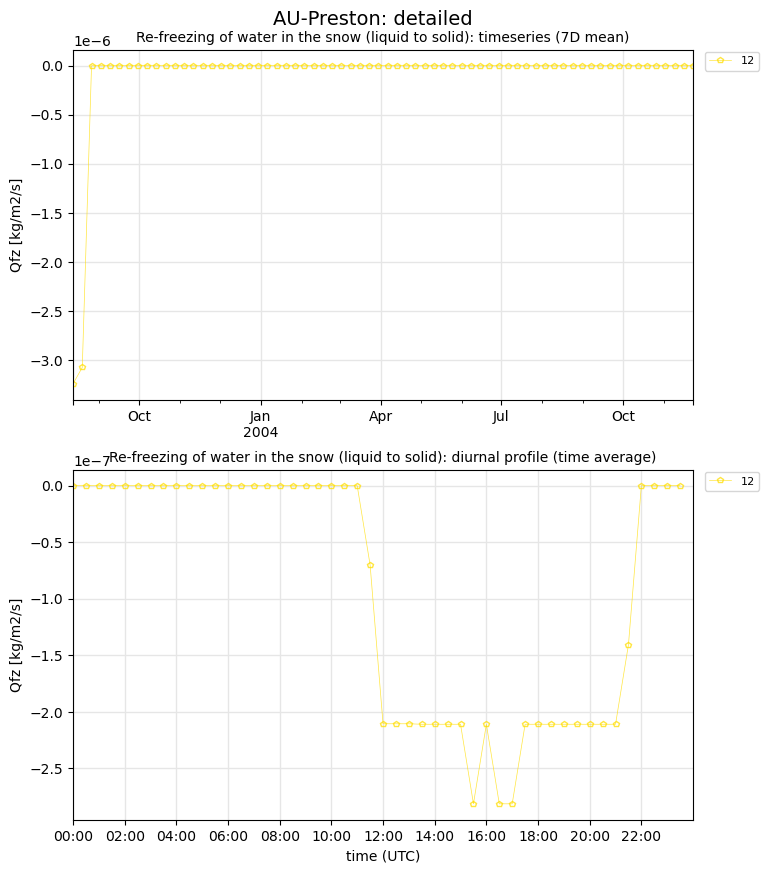 AU-Preston: detailed
Re-freezing of water in the snow (liquid to solid): timeseries (7D mean)
1e−6
0.0
−0.5
−1.0
−1.5
−2.0
−2.5
−3.0
Qfz [kg/m2/s]
12
Oct
Jan
2004
Apr
Jul
Oct
Re-freezing of water in the snow (liquid to solid): diurnal profile (time average)
1e−7
0.0
−0.5
−1.0
−1.5
−2.0
−2.5
Qfz [kg/m2/s]
12
00:00 02:00 04:00 06:00 08:00 10:00 12:00 14:00 16:00 18:00 20:00 22:00
time (UTC)